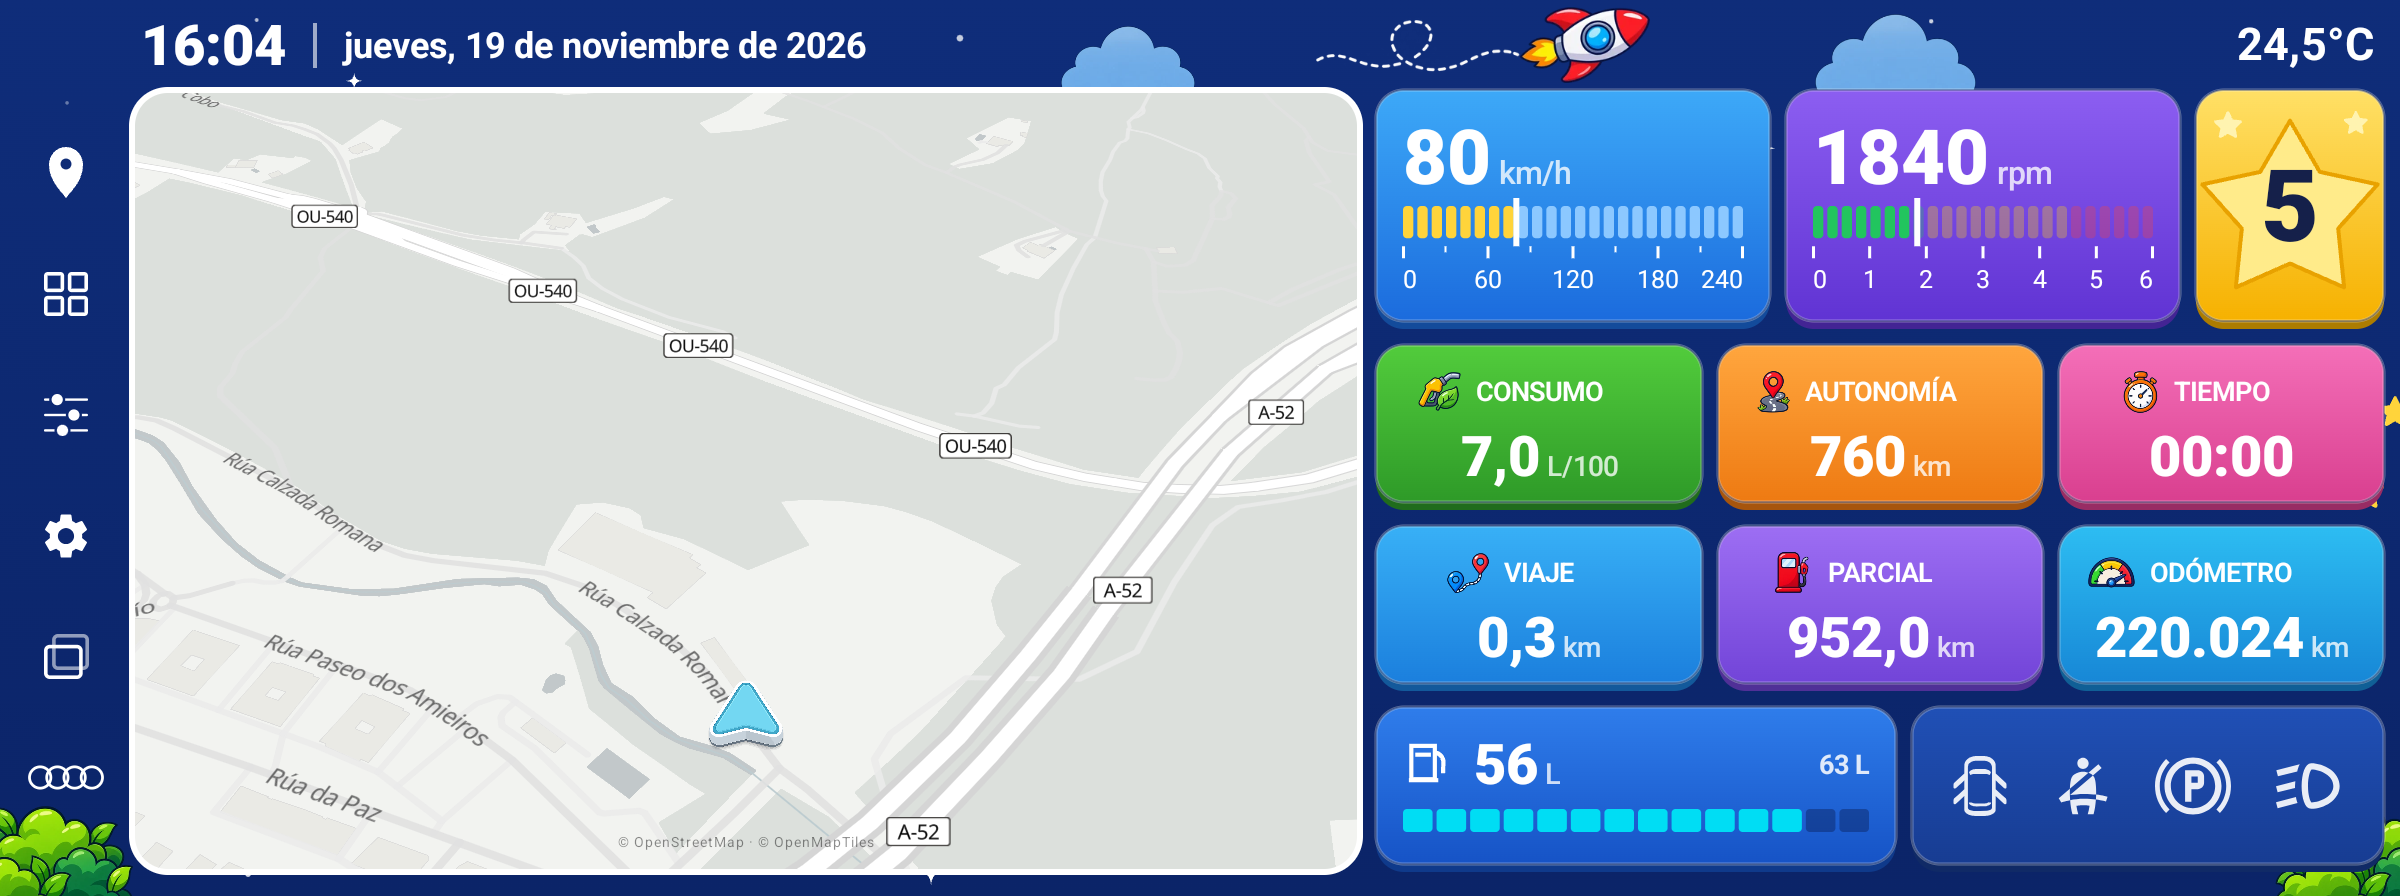 16:04
jueves, 19 de noviembre de 2026
24,5°C
Cobo
OU-540
OU-540
OU-540
OU-540
A-52
A-52
A-52
Rúa Calzada Romana
Rúa Calzada Romana
Rúa Paseo dos Amieiros
Rúa da Paz
© OpenStreetMap · © OpenMapTiles
80 km/h
0 60 120 180 240
1840 rpm
0 1 2 3 4 5 6
5
CONSUMO
7,0 L/100
AUTONOMÍA
760 km
TIEMPO
00:00
VIAJE
0,3 km
PARCIAL
952,0 km
ODÓMETRO
220.024 km
56 L
63 L
P